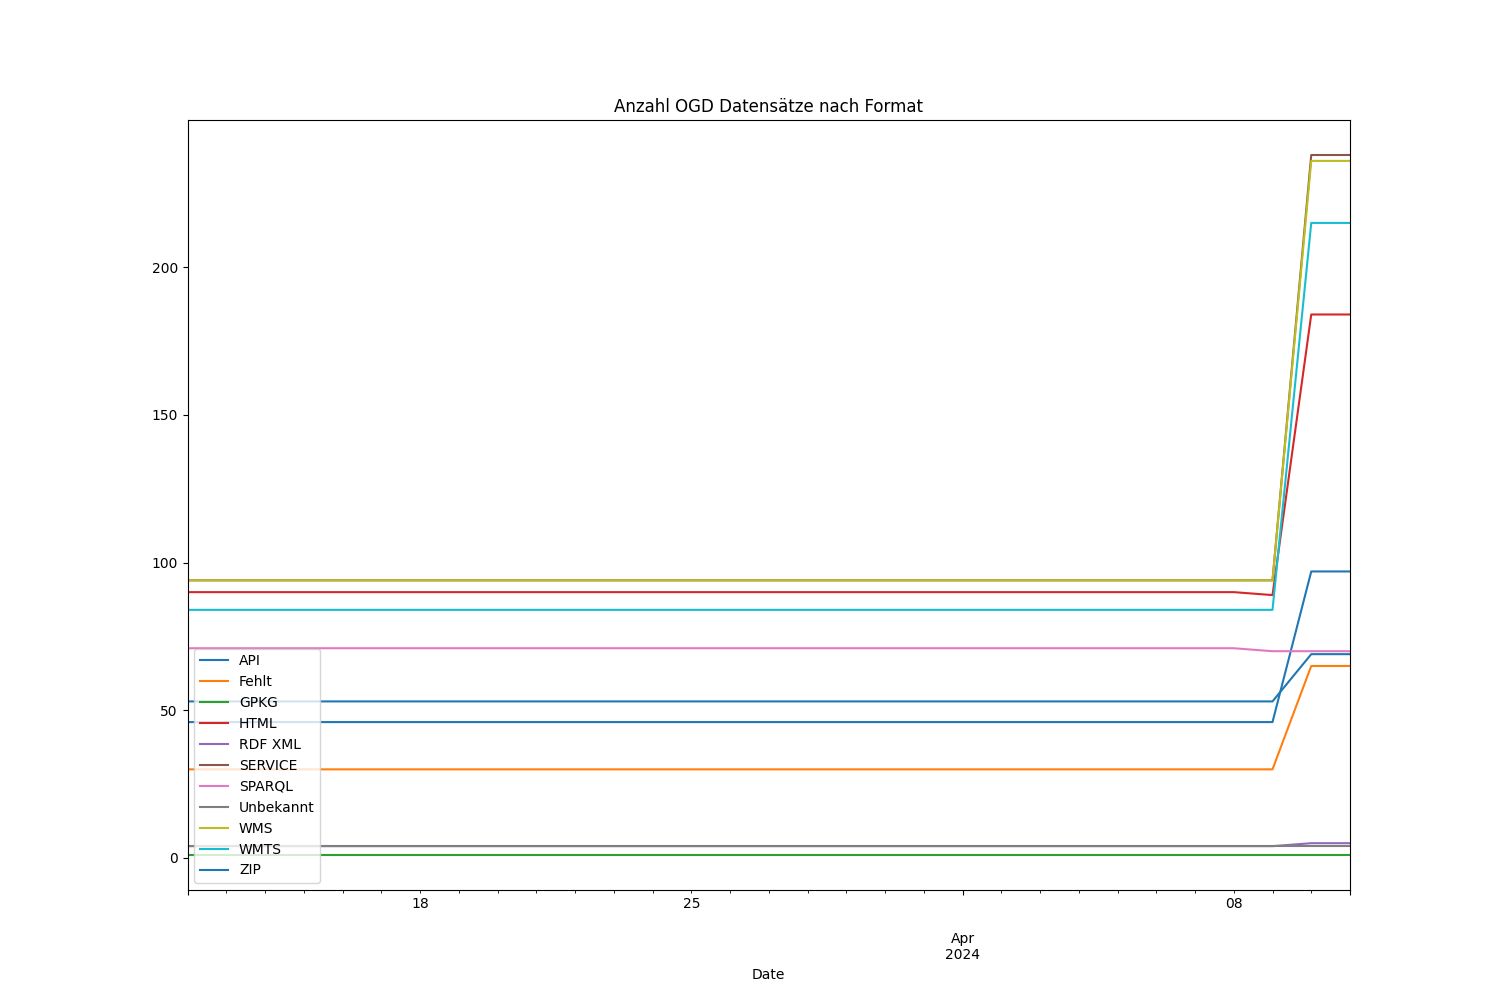 Anzahl OGD Datensätze nach Format
200
150
100
50
0
API
Fehlt
GPKG
HTML
RDF XML
SERVICE
SPARQL
Unbekannt
WMS
WMTS
ZIP
18
25
08
Apr
2024
Date